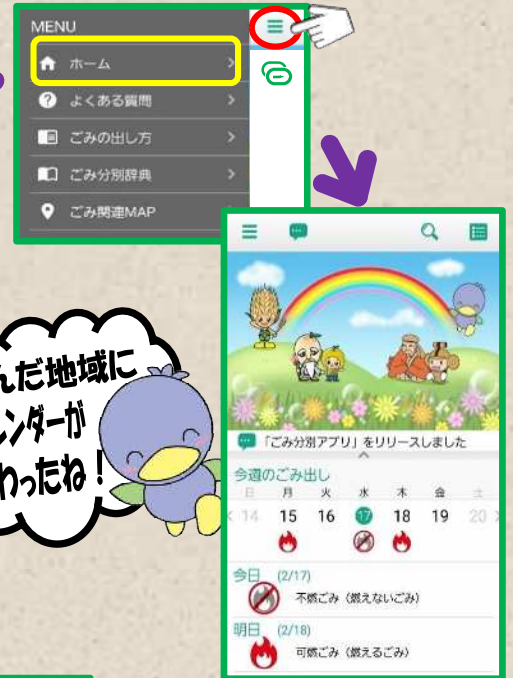 MENU
ホーム
よくある質問
ごみの出し方
ごみ分別辞典
ごみ関連MAP
んだ地域に
ンダーが
わったね！
「ごみ分別アプリ」をリリースしました
今週のごみ出し
日 月 火 水 木 金 土
14 15 16 17 18 19 20
今日 (2/17)
不燃ごみ（燃えないごみ）
明日 (2/18)
可燃ごみ（燃えるごみ）